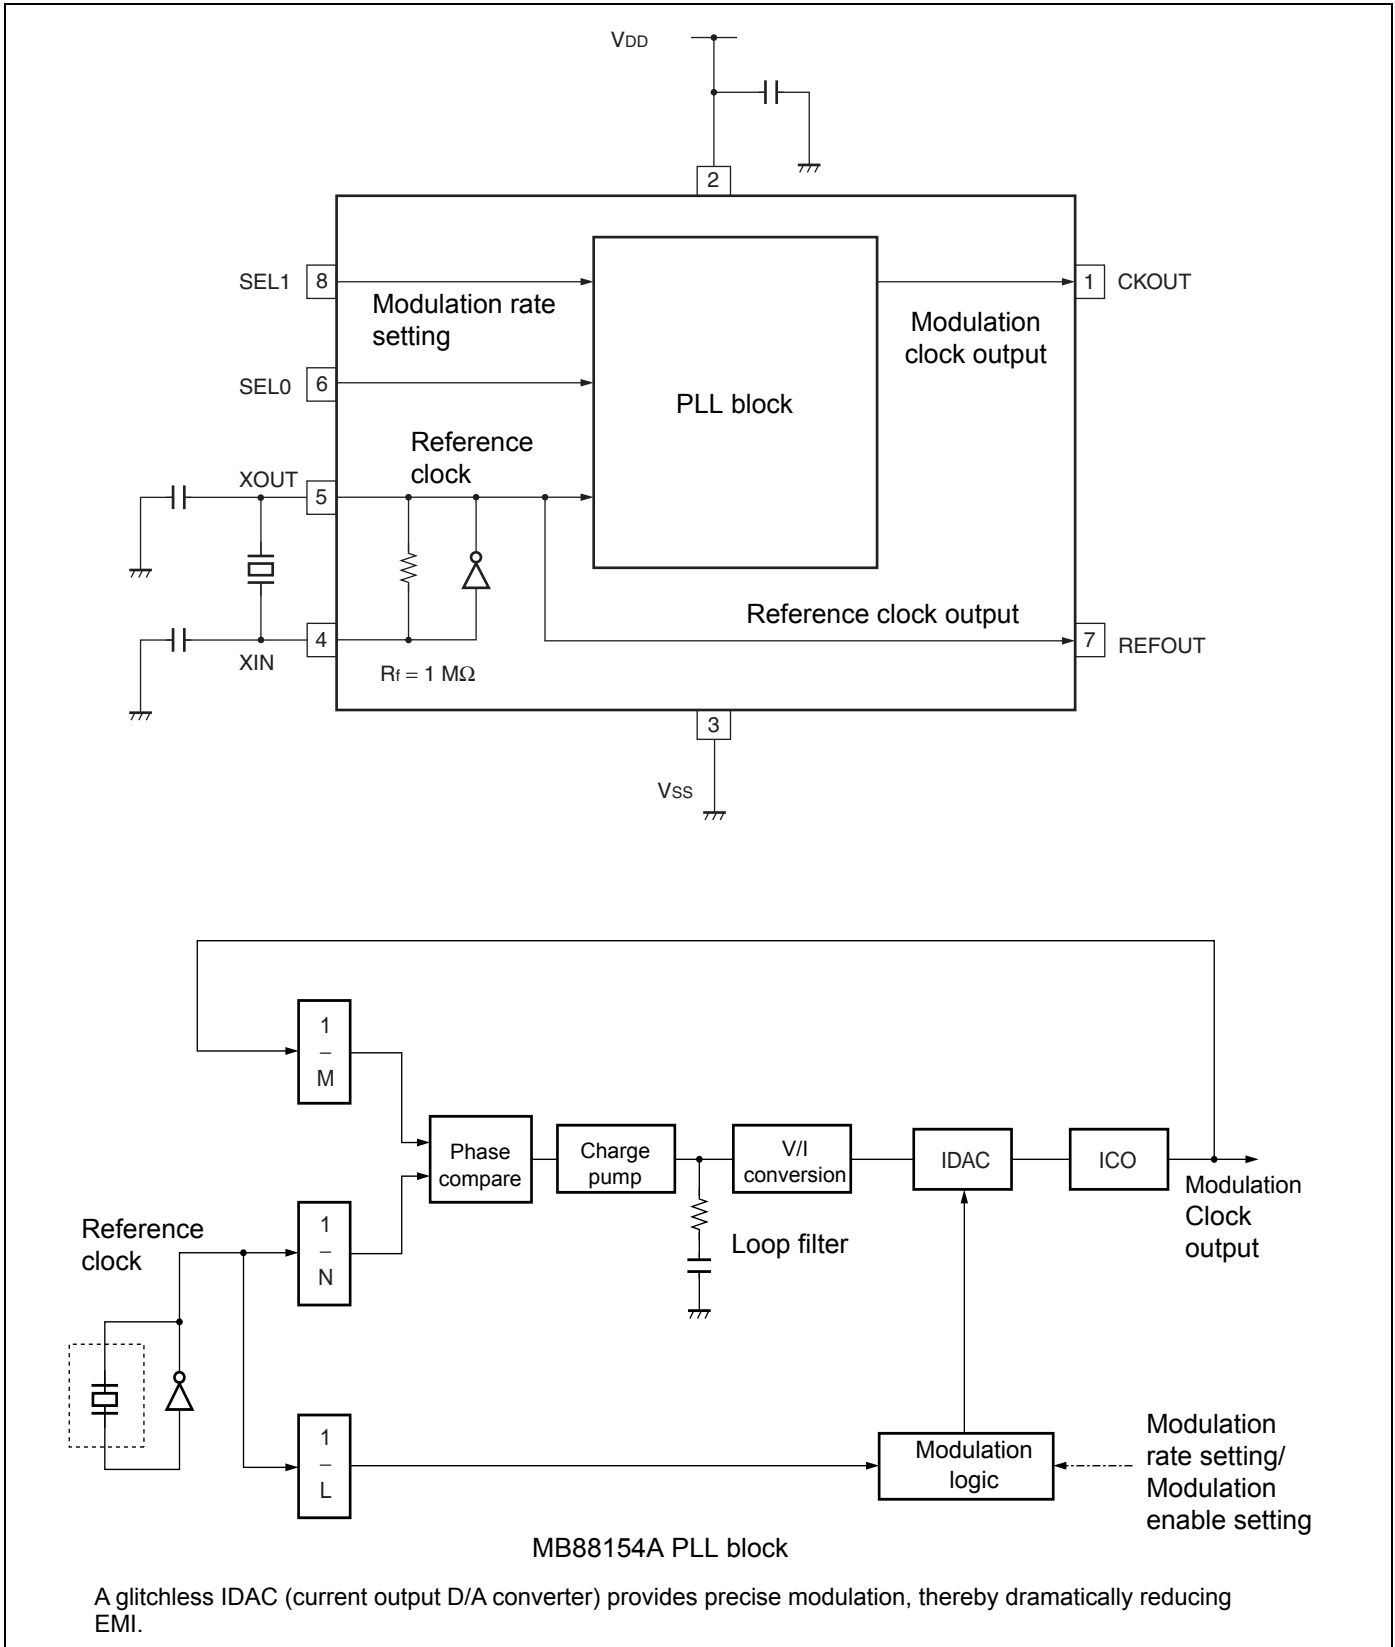 VDD
2
SEL1 8
Modulation rate
setting
1 CKOUT
Modulation
clock output
SEL0 6
PLL block
Reference
clock
XOUT
5
Reference clock output
4
XIN
7 REFOUT
Rf = 1 MΩ
3
VSS
1
–
M
Phase
compare
Charge
pump
V/I
conversion
IDAC
ICO
Modulation
Clock
output
Reference
clock
1
–
N
Loop filter
1
–
L
Modulation
logic
Modulation
rate setting/
Modulation
enable setting
MB88154A PLL block
A glitchless IDAC (current output D/A converter) provides precise modulation, thereby dramatically reducing
EMI.